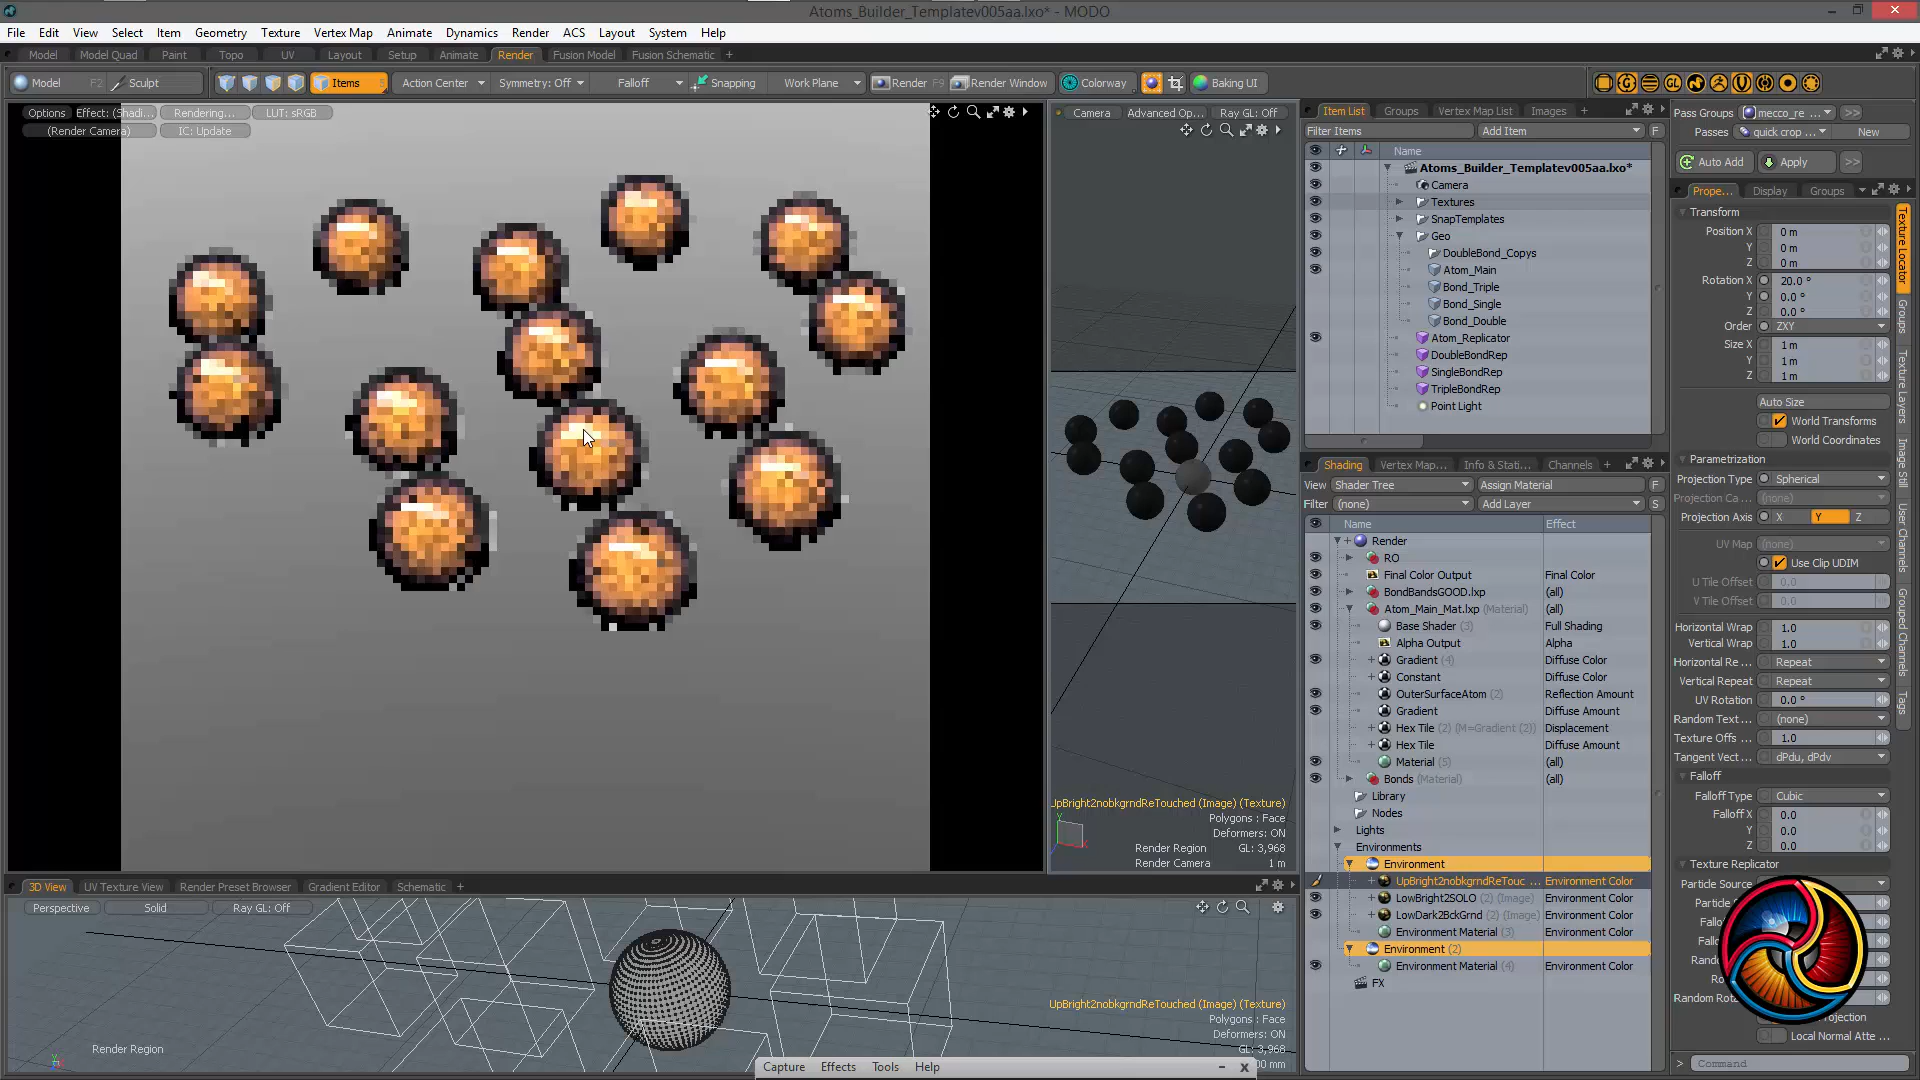 Atoms_Builder_Templatev005aa.lxo* - MODO
File Edit View Select Item Geometry Texture Vertex Map Animate Dynamics Render ACS Layout System Help
Model Model Quad Paint Topo UV Layout Setup Animate Render Fusion Model Fusion Schematic +
Model F2 Sculpt Items 5 Action Center Symmetry: Off Falloff Snapping Work Plane Render F9 Render Window Colorway Baking UI
Options Effect: (Shadi... Rendering... LUT: sRGB
(Render Camera) IC: Update
Camera Advanced Op... Ray GL: Off
UpBright2nobkgrndReTouched (Image) (Texture)
Polygons : Face
Deformers: ON
Render Region GL: 3,968
Render Camera 1 m
3D View UV Texture View Render Preset Browser Gradient Editor Schematic +
Perspective Solid Ray GL: Off
UpBright2nobkgrndReTouched (Image) (Texture)
Polygons : Face
Deformers: ON
GL: 3,968
Render Region
00 mm
Capture Effects Tools Help – x
Item List Groups Vertex Map List Images +
Filter Items Add Item F
Name
Atoms_Builder_Templatev005aa.lxo*
Camera
Textures
SnapTemplates
Geo
DoubleBond_Copys
Atom_Main
Bond_Triple
Bond_Single
Bond_Double
Atom_Replicator
DoubleBondRep
SingleBondRep
TripleBondRep
Point Light
Shading Vertex Map... Info & Stati... Channels +
View Shader Tree Assign Material F
Filter (none) Add Layer S
Name Effect
Render
RO
Final Color Output Final Color
BondBandsGOOD.lxp (all)
Atom_Main_Mat.lxp (Material) (all)
Base Shader (3) Full Shading
Alpha Output Alpha
Gradient (4) Diffuse Color
Constant Diffuse Color
OuterSurfaceAtom (2) Reflection Amount
Gradient Diffuse Amount
Hex Tile (2) (M=Gradient (2)) Displacement
Hex Tile Diffuse Amount
Material (5) (all)
Bonds (Material) (all)
Library
Nodes
Lights
Environments
Environment
UpBright2nobkgrndReTouc ... Environment Color
LowBright2SOLO (2) (Image) Environment Color
LowDark2BckGrnd (2) (Image) Environment Color
Environment Material (3) Environment Color
Environment (2)
Environment Material (4) Environment Color
FX
Pass Groups mecco_re ... >>
Passes quick crop ... New
Auto Add Apply >>
Prope... Display Groups
Transform
Position X 0 m
Y 0 m
Z 0 m
Rotation X 20.0 °
Y 0.0 °
Z 0.0 °
Order ZXY
Size X 1 m
Y 1 m
Z 1 m
Auto Size
World Transforms
World Coordinates
Parametrization
Projection Type Spherical
Projection Ca ... (none)
Projection Axis X Y Z
UV Map (none)
Use Clip UDIM
U Tile Offset 0.0
V Tile Offset 0.0
Horizontal Wrap 1.0
Vertical Wrap 1.0
Horizontal Re ... Repeat
Vertical Repeat Repeat
UV Rotation 0.0 °
Random Text ... (none)
Texture Offs ... 1.0
Tangent Vect ... dPdu, dPdv
Falloff
Falloff Type Cubic
Falloff X 0.0
Y 0.0
Z 0.0
Texture Replicator
Particle Source
Local Normal Atte ...
> Command
Texture Locator
Groups
Texture Layers
Image Still
User Channels
Grouped Channels
Tags